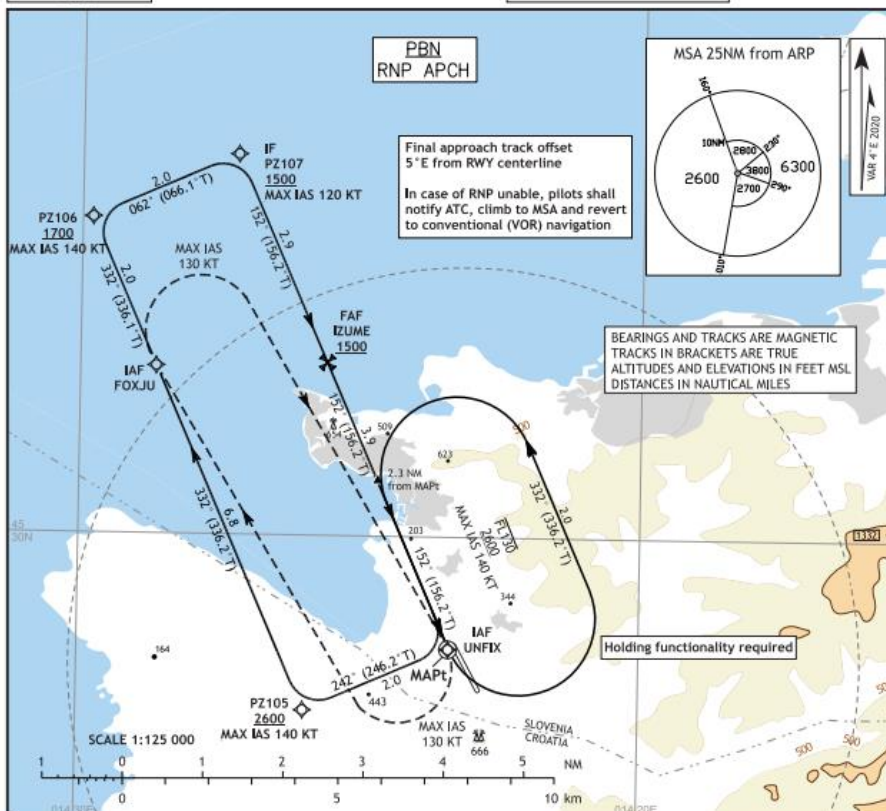 PBN
RNP APCH
MSA 25NM from ARP
160°
10NM
2800
230°
3800
6300
2600
2700
290°
010°
VAR 4°E 2020
Final approach track offset
5°E from RWY centerline
In case of RNP unable, pilots shall
notify ATC, climb to MSA and revert
to conventional (VOR) navigation
IF
PZ107
1500
MAX IAS 120 KT
2.0
062° (066.1°T)
PZ106
1700
MAX IAS 140 KT
MAX IAS
130 KT
2.9
152° (156.2°T)
2.0
332° (336.1°T)
FAF
IZUME
1500
IAF
FOXJU
BEARINGS AND TRACKS ARE MAGNETIC
TRACKS IN BRACKETS ARE TRUE
ALTITUDES AND ELEVATIONS IN FEET MSL
DISTANCES IN NAUTICAL MILES
152° (156.2°T)
3.9
509
500
623
2.3 NM
from MAPt
2.0
332° (336.2°T)
FL130
2600
MAX IAS 140 KT
6.8
332° (336.2°T)
45
30N
203
1332
152° (156.2°T)
344
IAF
UNFIX
MAPt
Holding functionality required
164
242° (246.2°T)
2.0
PZ105
2600
MAX IAS 140 KT
443
MAX IAS
130 KT
666
SLOVENIA
CROATIA
500
500
500
SCALE 1:125 000
1 0 1 2 3 4 5 NM
0 5 10 km
014°20E